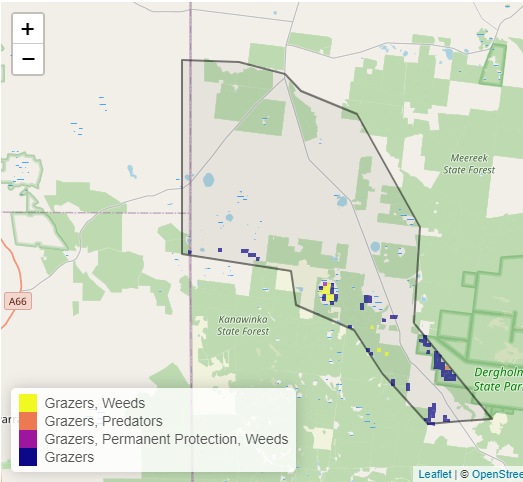 +
−
Meereek
State Forest
A66
Kanawinka
State Forest
Dergholm
State Par
Grazers, Weeds
Grazers, Predators
Grazers, Permanent Protection, Weeds
Grazers
Leaflet | © OpenStree